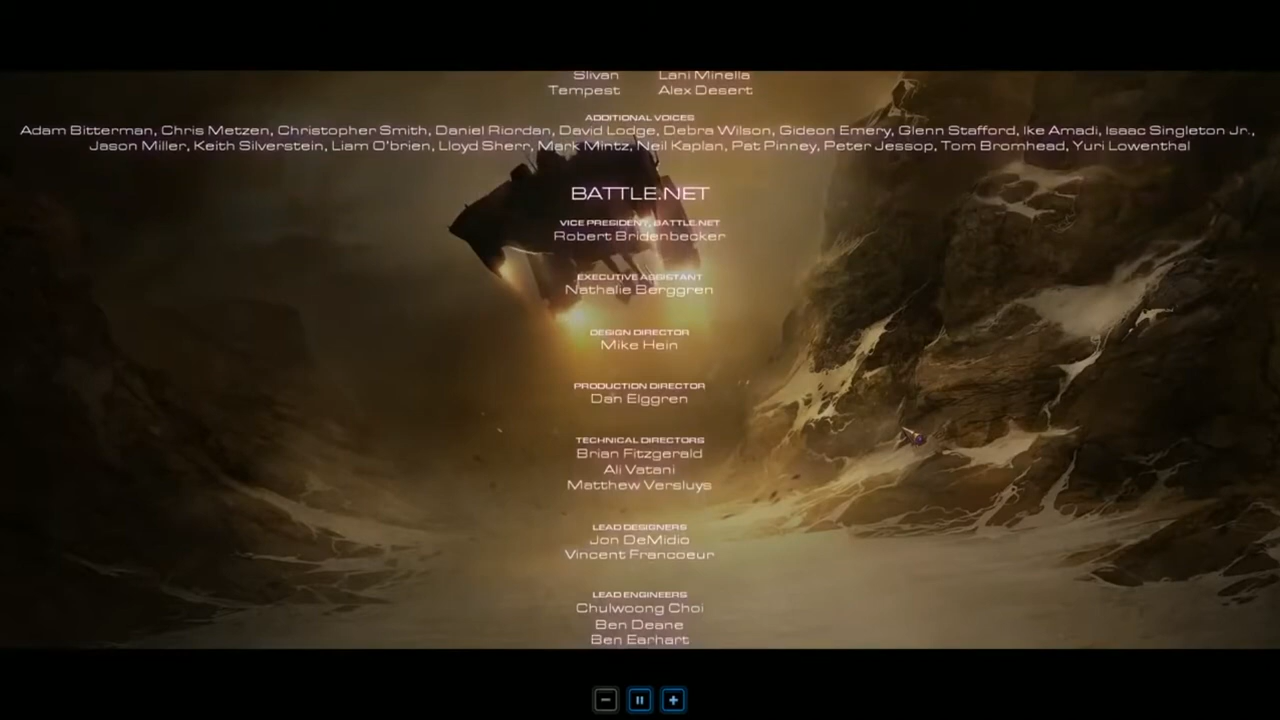 Slivan Lani Minella
Tempest Alex Desert
ADDITIONAL VOICES
Adam Bitterman, Chris Metzen, Christopher Smith, Daniel Riordan, David Lodge, Debra Wilson, Gideon Emery, Glenn Stafford, Ike Amadi, Isaac Singleton Jr.,
Jason Miller, Keith Silverstein, Liam O'brien, Lloyd Sherr, Mark Mintz, Neil Kaplan, Pat Pinney, Peter Jessop, Tom Bromhead, Yuri Lowenthal
BATTLE.NET
VICE PRESIDENT, BATTLE.NET
Robert Bridenbecker
EXECUTIVE ASSISTANT
Nathalie Berggren
DESIGN DIRECTOR
Mike Hein
PRODUCTION DIRECTOR
Dan Elggren
TECHNICAL DIRECTORS
Brian Fitzgerald
Ali Vatani
Matthew Versluys
LEAD DESIGNERS
Jon DeMidio
Vincent Francoeur
LEAD ENGINEERS
Chulwoong Choi
Ben Deane
Ben Earhart